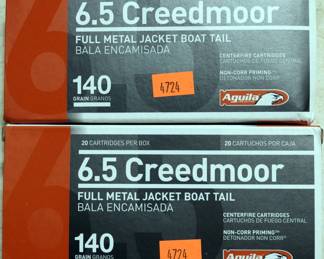 6.5 Creedmoor
FULL METAL JACKET BOAT TAIL
BALA ENCAMISADA
CENTERFIRE CARTRIDGES
CARTUCHOS DE FUEGO CENTRAL
NON-CORR PRIMING™
DETONADOR NON CORR®
140
GRAIN GRANOS
4724
Aguila
20 CARTRIDGES PER BOX
20 CARTUCHOS POR CAJA
6.5 Creedmoor
FULL METAL JACKET BOAT TAIL
BALA ENCAMISADA
CENTERFIRE CARTRIDGES
CARTUCHOS DE FUEGO CENTRAL
NON-CORR PRIMING™
DETONADOR NON CORR®
140
GRAIN GRANOS
4724
Aguila